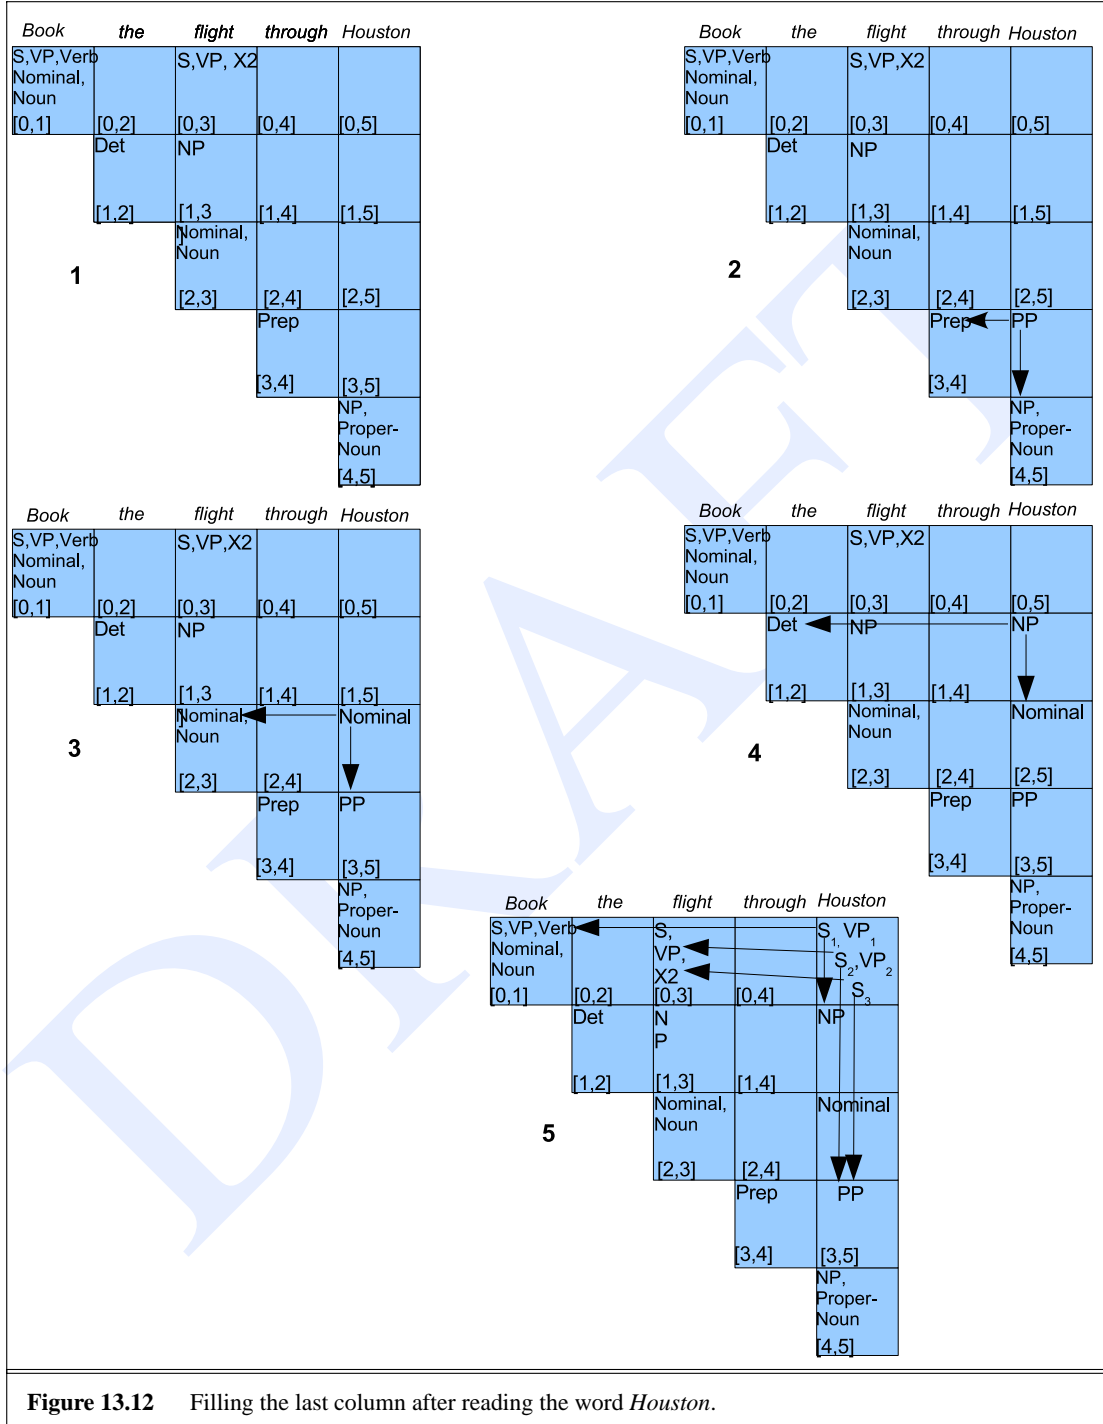 Book the flight through Houston
S,VP,Verb
Nominal,
Noun
[0,1]
[0,2]
S,VP, X2
[0,3]
[0,4]
[0,5]
Det
[1,2]
NP
[1,3
]
[1,4]
[1,5]
Nominal,
Noun
[2,3]
[2,4]
[2,5]
Prep
[3,4]
[3,5]
NP,
Proper-
Noun
[4,5]
1
Book the flight through Houston
S,VP,Verb
Nominal,
Noun
[0,1]
[0,2]
S,VP,X2
[0,3]
[0,4]
[0,5]
Det
[1,2]
NP
[1,3]
[1,4]
[1,5]
Nominal,
Noun
[2,3]
[2,4]
[2,5]
Prep
[3,4]
PP
NP,
Proper-
Noun
[4,5]
2
Book the flight through Houston
S,VP,Verb
Nominal,
Noun
[0,1]
[0,2]
S,VP,X2
[0,3]
[0,4]
[0,5]
Det
[1,2]
NP
[1,3
]
[1,4]
[1,5]
Nominal,
Noun
[2,3]
[2,4]
Nominal
Prep
[3,4]
PP
[3,5]
NP,
Proper-
Noun
[4,5]
3
Book the flight through Houston
S,VP,Verb
Nominal,
Noun
[0,1]
[0,2]
S,VP,X2
[0,3]
[0,4]
[0,5]
Det
[1,2]
NP
[1,3]
[1,4]
NP
Nominal,
Noun
[2,3]
[2,4]
Nominal
[2,5]
Prep
[3,4]
PP
[3,5]
NP,
Proper-
Noun
[4,5]
4
Book the flight through Houston
S,VP,Verb
Nominal,
Noun
[0,1]
[0,2]
S,
VP,
X2
[0,3]
[0,4]
S1, VP1
S2,VP2
S3
Det
[1,2]
N
P
[1,3]
[1,4]
NP
Nominal,
Noun
[2,3]
[2,4]
Nominal
Prep
[3,4]
PP
[3,5]
NP,
Proper-
Noun
[4,5]
5
DRAFT
Figure 13.12 Filling the last column after reading the word Houston.